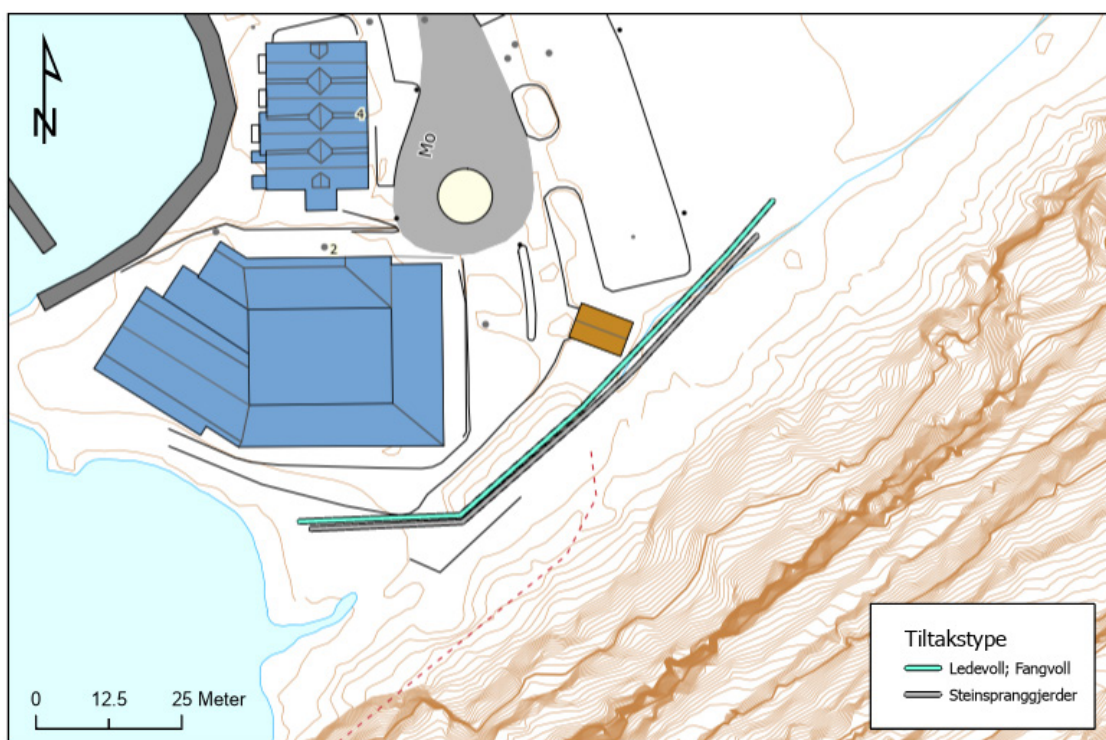 N
4
Mo
2
Tiltakstype
Ledevoll; Fangvoll
Steinspranggjerder
0 12.5 25 Meter